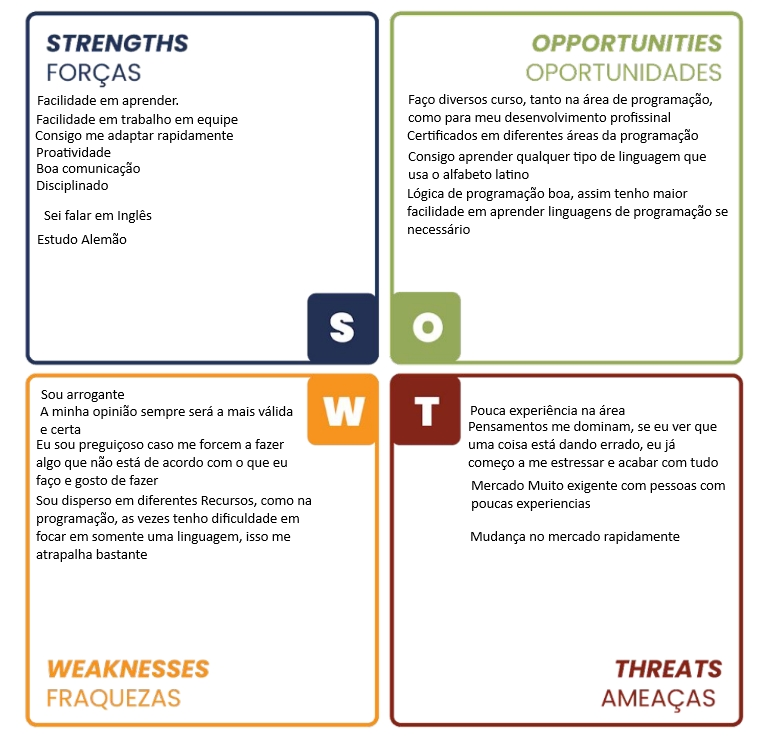 STRENGTHS
FORÇAS
Facilidade em aprender.
Facilidade em trabalho em equipe
Consigo me adaptar rapidamente
Proatividade
Boa comunicação
Disciplinado
Sei falar em Inglês
Estudo Alemão
S
OPPORTUNITIES
OPORTUNIDADES
Faço diversos curso, tanto na área de programação,
como para meu desenvolvimento profissinal
Certificados em diferentes áreas da programação
Consigo aprender qualquer tipo de linguagem que
usa o alfabeto latino
Lógica de programação boa, assim tenho maior
facilidade em aprender linguagens de programação se
necessário
O
Sou arrogante
A minha opinião sempre será a mais válida
e certa
Eu sou preguiçoso caso me forcem a fazer
algo que não está de acordo com o que eu
faço e gosto de fazer
Sou disperso em diferentes Recursos, como na
programação, as vezes tenho dificuldade em
focar em somente uma linguagem, isso me
atrapalha bastante
W
WEAKNESSES
FRAQUEZAS
T
Pouca experiência na área
Pensamentos me dominam, se eu ver que
uma coisa está dando errado, eu já
começo a me estressar e acabar com tudo
Mercado Muito exigente com pessoas com
poucas experiencias
Mudança no mercado rapidamente
THREATS
AMEAÇAS